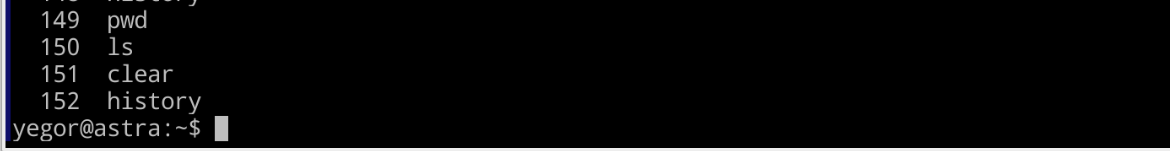 149  pwd
150  ls
151  clear
152  history
yegor@astra:~$